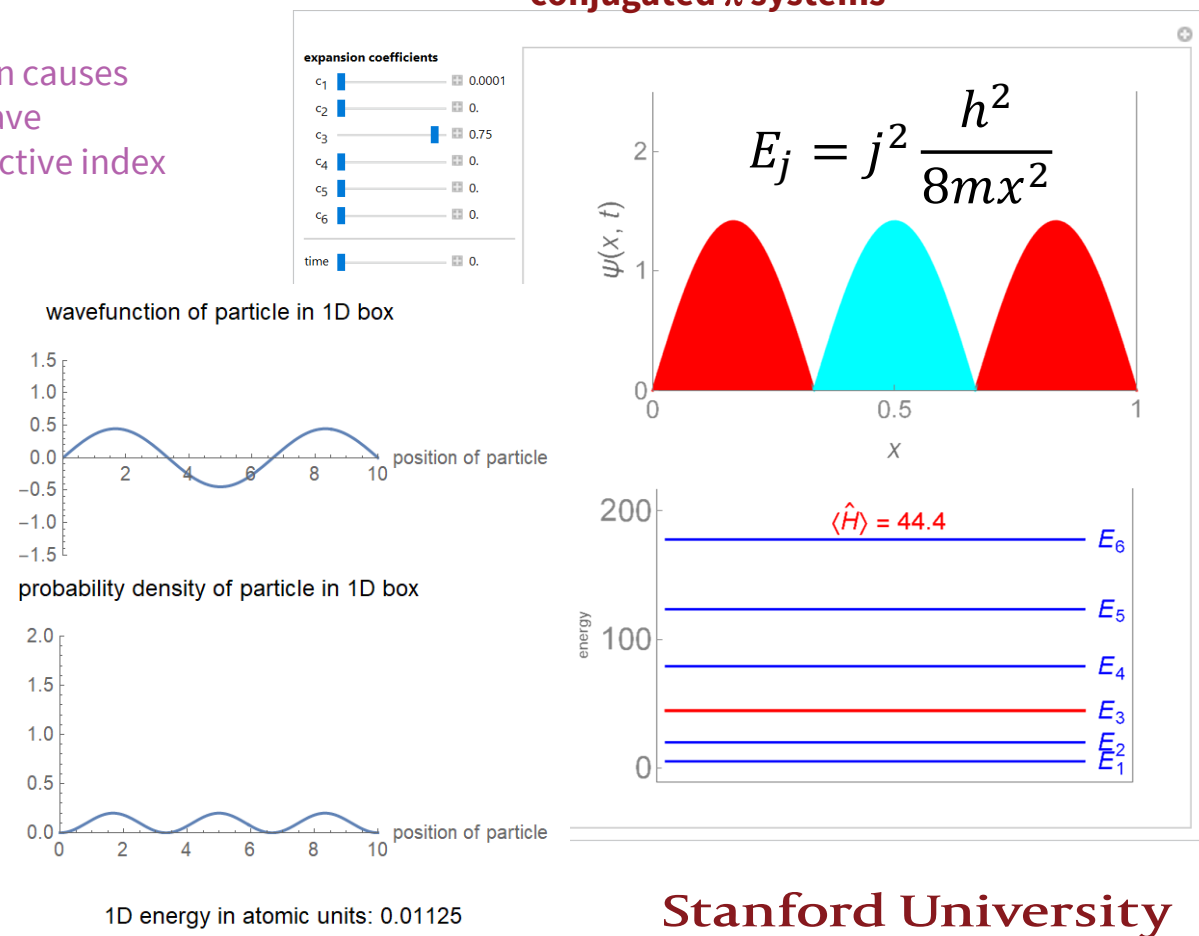 conjugated π systems
n causes
ave
ctive index
expansion coefficients
c1 0.0001
c2 0.
c3 0.75
c4 0.
c5 0.
c6 0.
time 0.
E_j = j^2 h^2 / 8mx^2
2
1
0
ψ(x, t)
0 0.5 1
x
wavefunction of particle in 1D box
1.5
1.0
0.5
0.0
−0.5
−1.0
−1.5
2 4 6 8 10
position of particle
probability density of particle in 1D box
2.0
1.5
1.0
0.5
0.0
0 2 4 6 8 10
position of particle
1D energy in atomic units: 0.01125
200
100
0
energy
⟨Ĥ⟩ = 44.4
E6
E5
E4
E3
E2
E1
Stanford University